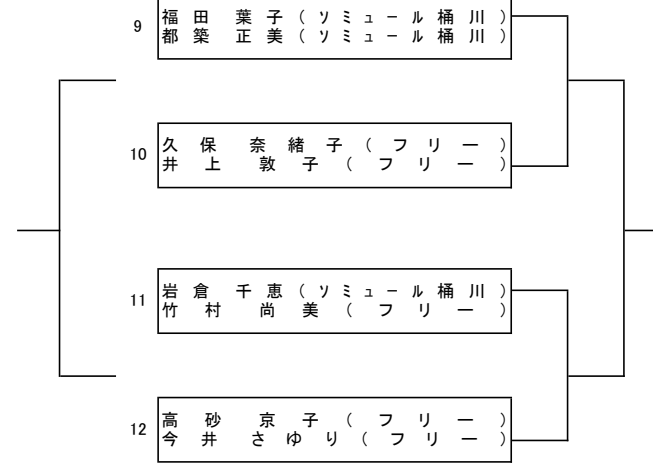 9
福田 葉子(ソミュール桶川)
都築 正美(ソミュール桶川)
10
久保 奈緒子(フリー)
井上 敦子(フリー)
11
岩倉 千恵(ソミュール桶川)
竹村 尚美(フリー)
12
高砂 京子(フリー)
今井 さゆり(フリー)